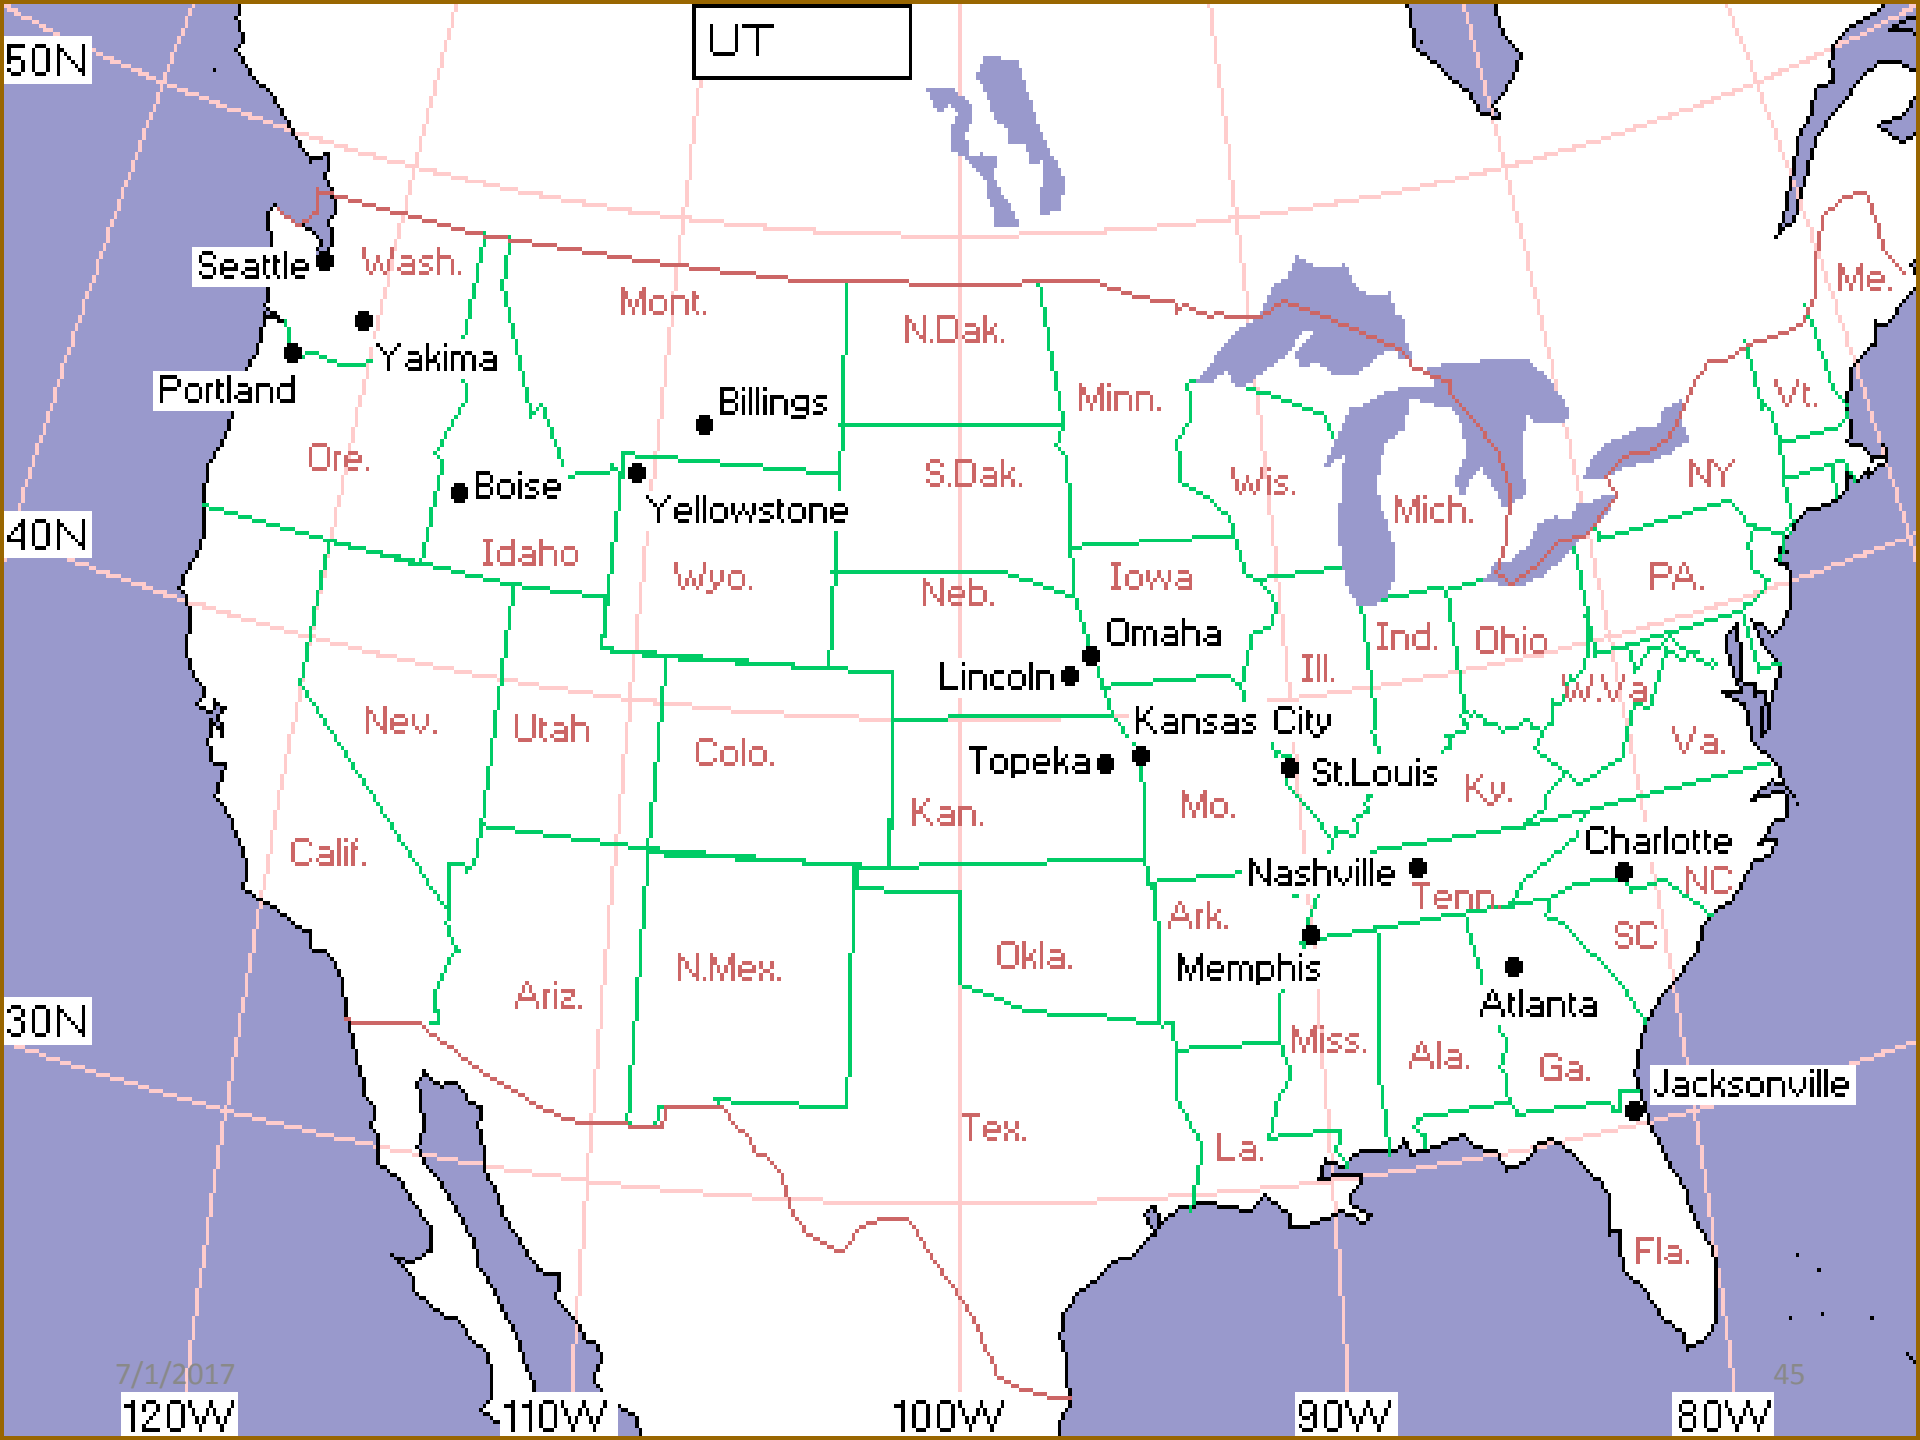 UT
50N
Seattle
Wash.
Mont.
N.Dak.
Me.
Yakima
Portland
Billings
Minn.
Vt.
Ore.
Boise
Yellowstone
S.Dak.
Wis.
Mich.
NY
40N
Idaho
Wyo.
Neb.
Iowa
PA.
Omaha
Ind.
Ohio
Lincoln
Ill.
W.Va.
Nev.
Utah
Colo.
Kansas City
Va.
Topeka
St.Louis
Kan.
Mo.
Ky.
Calif.
Charlotte
Nashville
Tenn.
NC
Ark.
SC
Ariz.
N.Mex.
Okla.
Memphis
Atlanta
30N
Miss.
Ala.
Ga.
Jacksonville
Tex.
La.
Fla.
7/1/2017
45
120W
110W
100W
90W
80W